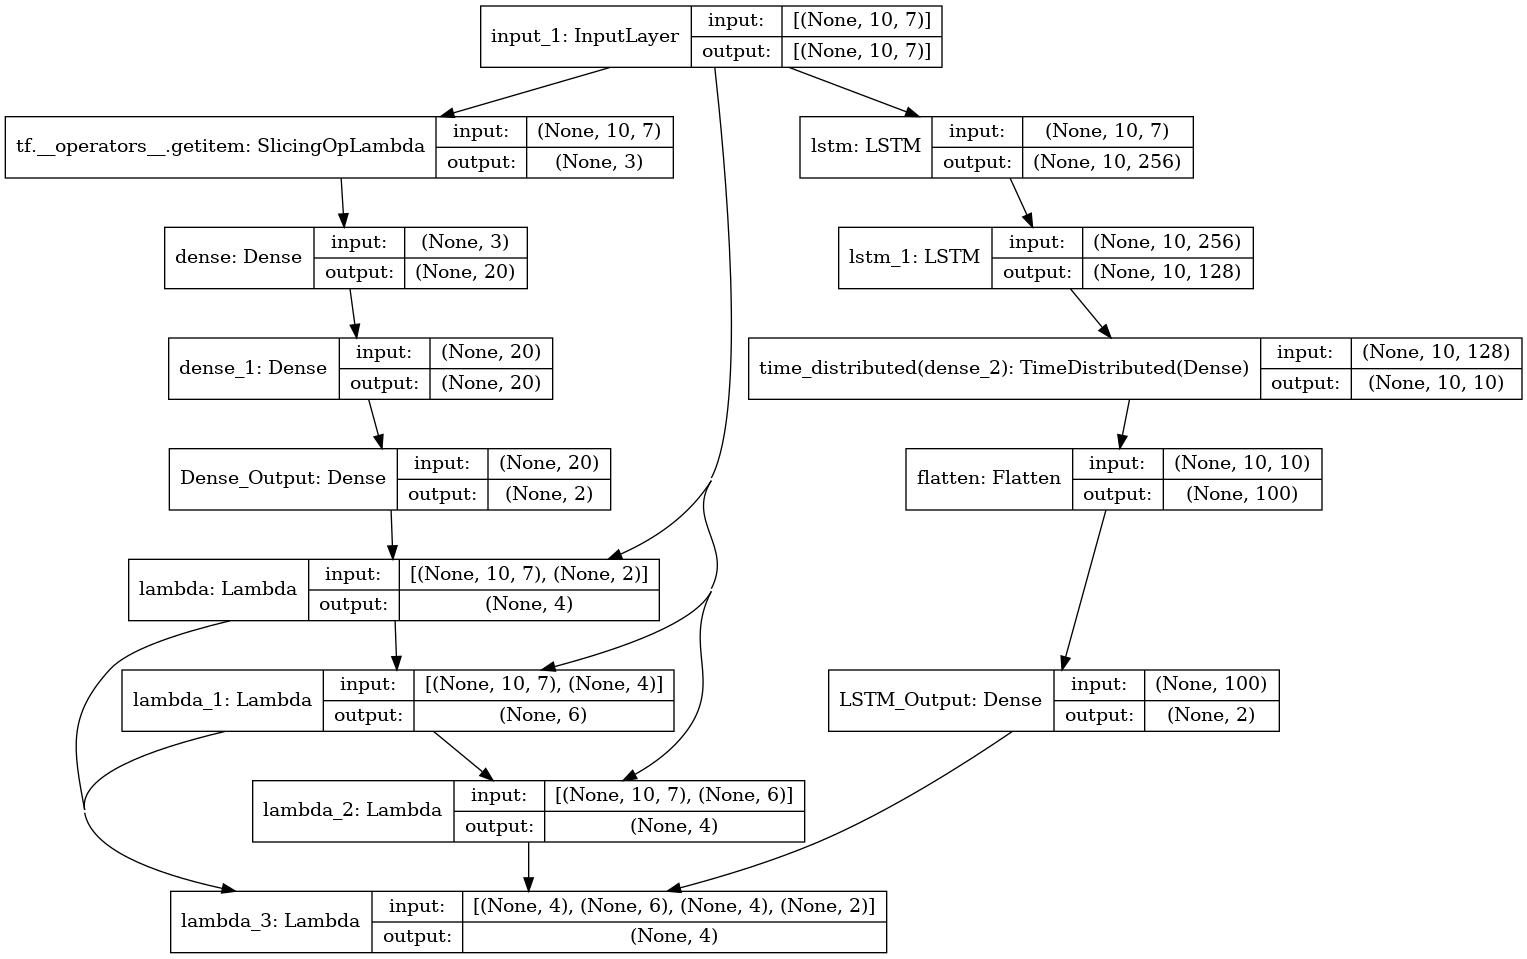 input_1: InputLayer
input:
[(None, 10, 7)]
output:
[(None, 10, 7)]
tf.__operators__.getitem: SlicingOpLambda
input:
(None, 10, 7)
output:
(None, 3)
lstm: LSTM
input:
(None, 10, 7)
output:
(None, 10, 256)
dense: Dense
input:
(None, 3)
output:
(None, 20)
lstm_1: LSTM
input:
(None, 10, 256)
output:
(None, 10, 128)
dense_1: Dense
input:
(None, 20)
output:
(None, 20)
time_distributed(dense_2): TimeDistributed(Dense)
input:
(None, 10, 128)
output:
(None, 10, 10)
Dense_Output: Dense
input:
(None, 20)
output:
(None, 2)
flatten: Flatten
input:
(None, 10, 10)
output:
(None, 100)
lambda: Lambda
input:
[(None, 10, 7), (None, 2)]
output:
(None, 4)
lambda_1: Lambda
input:
[(None, 10, 7), (None, 4)]
output:
(None, 6)
LSTM_Output: Dense
input:
(None, 100)
output:
(None, 2)
lambda_2: Lambda
input:
[(None, 10, 7), (None, 6)]
output:
(None, 4)
lambda_3: Lambda
input:
[(None, 4), (None, 6), (None, 4), (None, 2)]
output:
(None, 4)